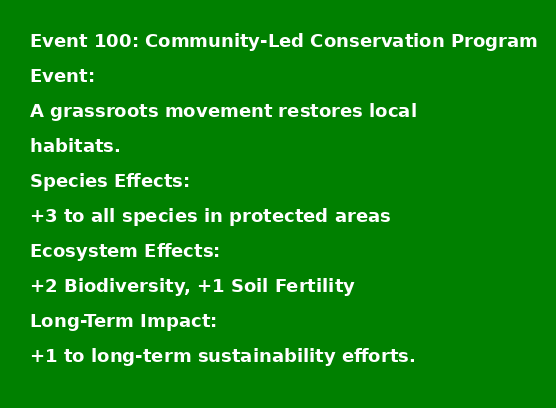 Event 100: Community-Led Conservation Program
Event:
A grassroots movement restores local
habitats.
Species Effects:
+3 to all species in protected areas
Ecosystem Effects:
+2 Biodiversity, +1 Soil Fertility
Long-Term Impact:
+1 to long-term sustainability efforts.